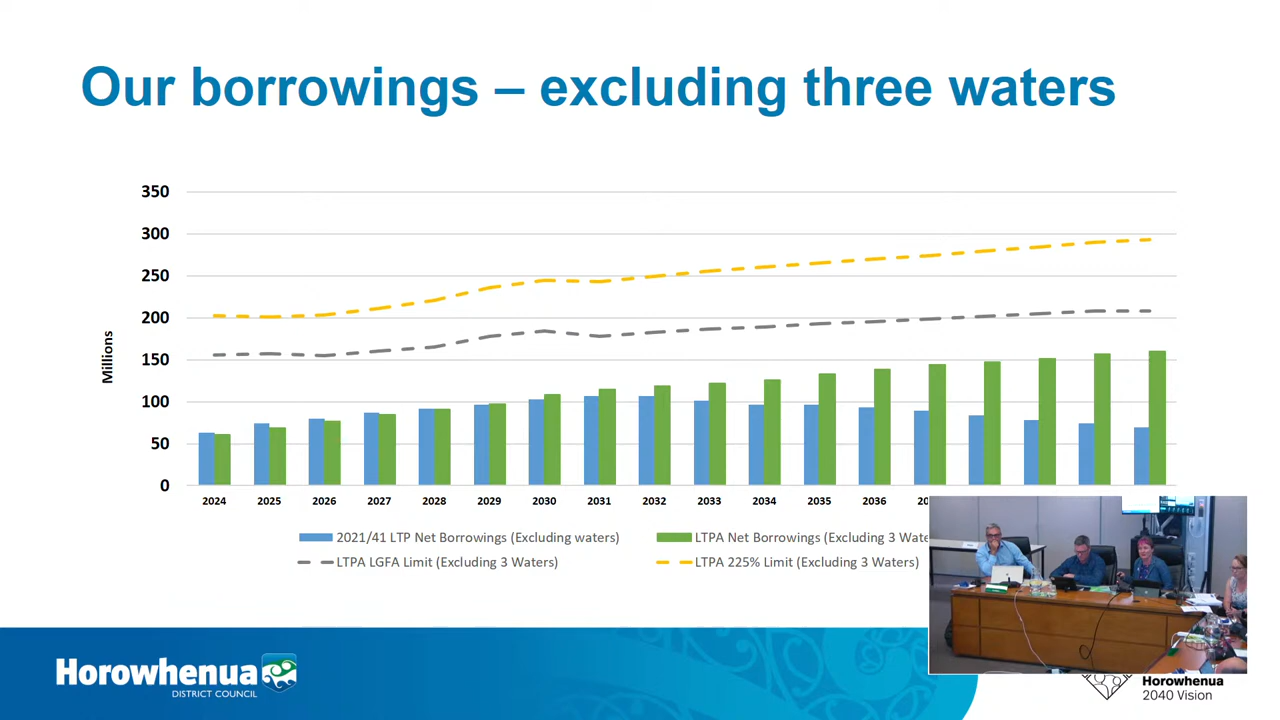 Our borrowings – excluding three waters
350
300
250
200
150
100
50
0
Millions
2024 2025 2026 2027 2028 2029 2030 2031 2032 2033 2034 2035 2036
2021/41 LTP Net Borrowings (Excluding waters) LTPA Net Borrowings (Excluding 3
LTPA LGFA Limit (Excluding 3 Waters) LTPA 225% Limit (Excluding 3 Waters)
Horowhenua
DISTRICT COUNCIL
Horowhenua
2040 Vision